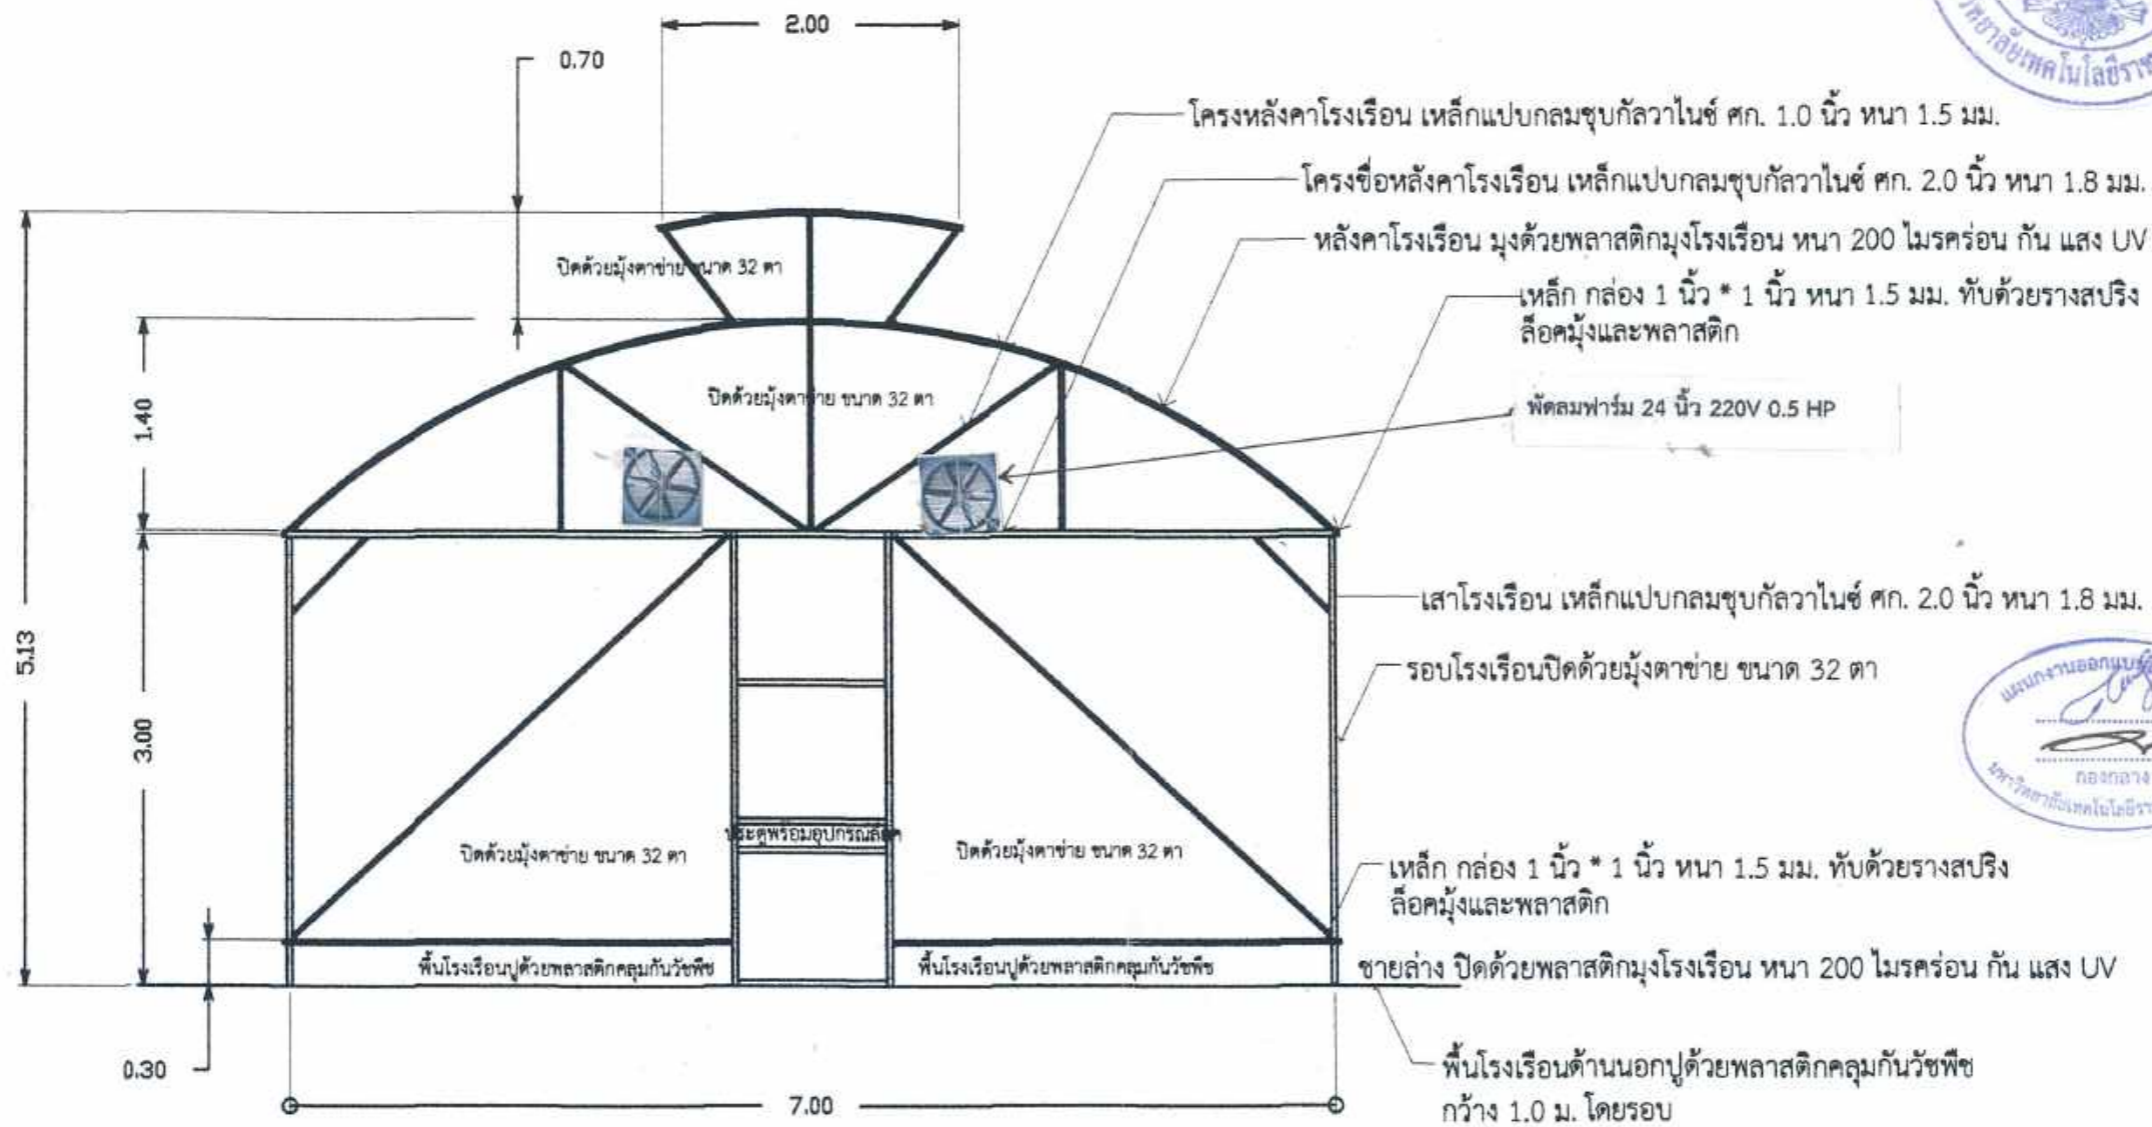 2.00
0.70
โครงหลังคาโรงเรือน เหล็กแปบกลมชุบกัลวาไนซ์ ศก. 1.0 นิ้ว หนา 1.5 มม.
โครงขื่อหลังคาโรงเรือน เหล็กแปบกลมชุบกัลวาไนซ์ ศก. 2.0 นิ้ว หนา 1.8 มม.
หลังคาโรงเรือน มุงด้วยพลาสติกมุงโรงเรือน หนา 200 ไมรคร่อน กัน แสง UV
ปิดด้วยมุ้งตาข่าย ขนาด 32 ตา
เหล็ก กล่อง 1 นิ้ว * 1 นิ้ว หนา 1.5 มม. ทับด้วยรางสปริง
ล็อคมุ้งและพลาสติก
1.40
ปิดด้วยมุ้งตาข่าย ขนาด 32 ตา
พัดลมฟาร์ม 24 นิ้ว 220V 0.5 HP
เสาโรงเรือน เหล็กแปบกลมชุบกัลวาไนซ์ ศก. 2.0 นิ้ว หนา 1.8 มม.
5.13
3.00
รอบโรงเรือนปิดด้วยมุ้งตาข่าย ขนาด 32 ตา
กองกลาง
ประตูพร้อมอุปกรณ์ล็อค
ปิดด้วยมุ้งตาข่าย ขนาด 32 ตา
ปิดด้วยมุ้งตาข่าย ขนาด 32 ตา
เหล็ก กล่อง 1 นิ้ว * 1 นิ้ว หนา 1.5 มม. ทับด้วยรางสปริง
ล็อคมุ้งและพลาสติก
พื้นโรงเรือนปูด้วยพลาสติกคลุมกันวัชพืช
พื้นโรงเรือนปูด้วยพลาสติกคลุมกันวัชพืช
ชายล่าง ปิดด้วยพลาสติกมุงโรงเรือน หนา 200 ไมรคร่อน กัน แสง UV
0.30
7.00
พื้นโรงเรือนด้านนอกปูด้วยพลาสติกคลุมกันวัชพืช
กว้าง 1.0 ม. โดยรอบ